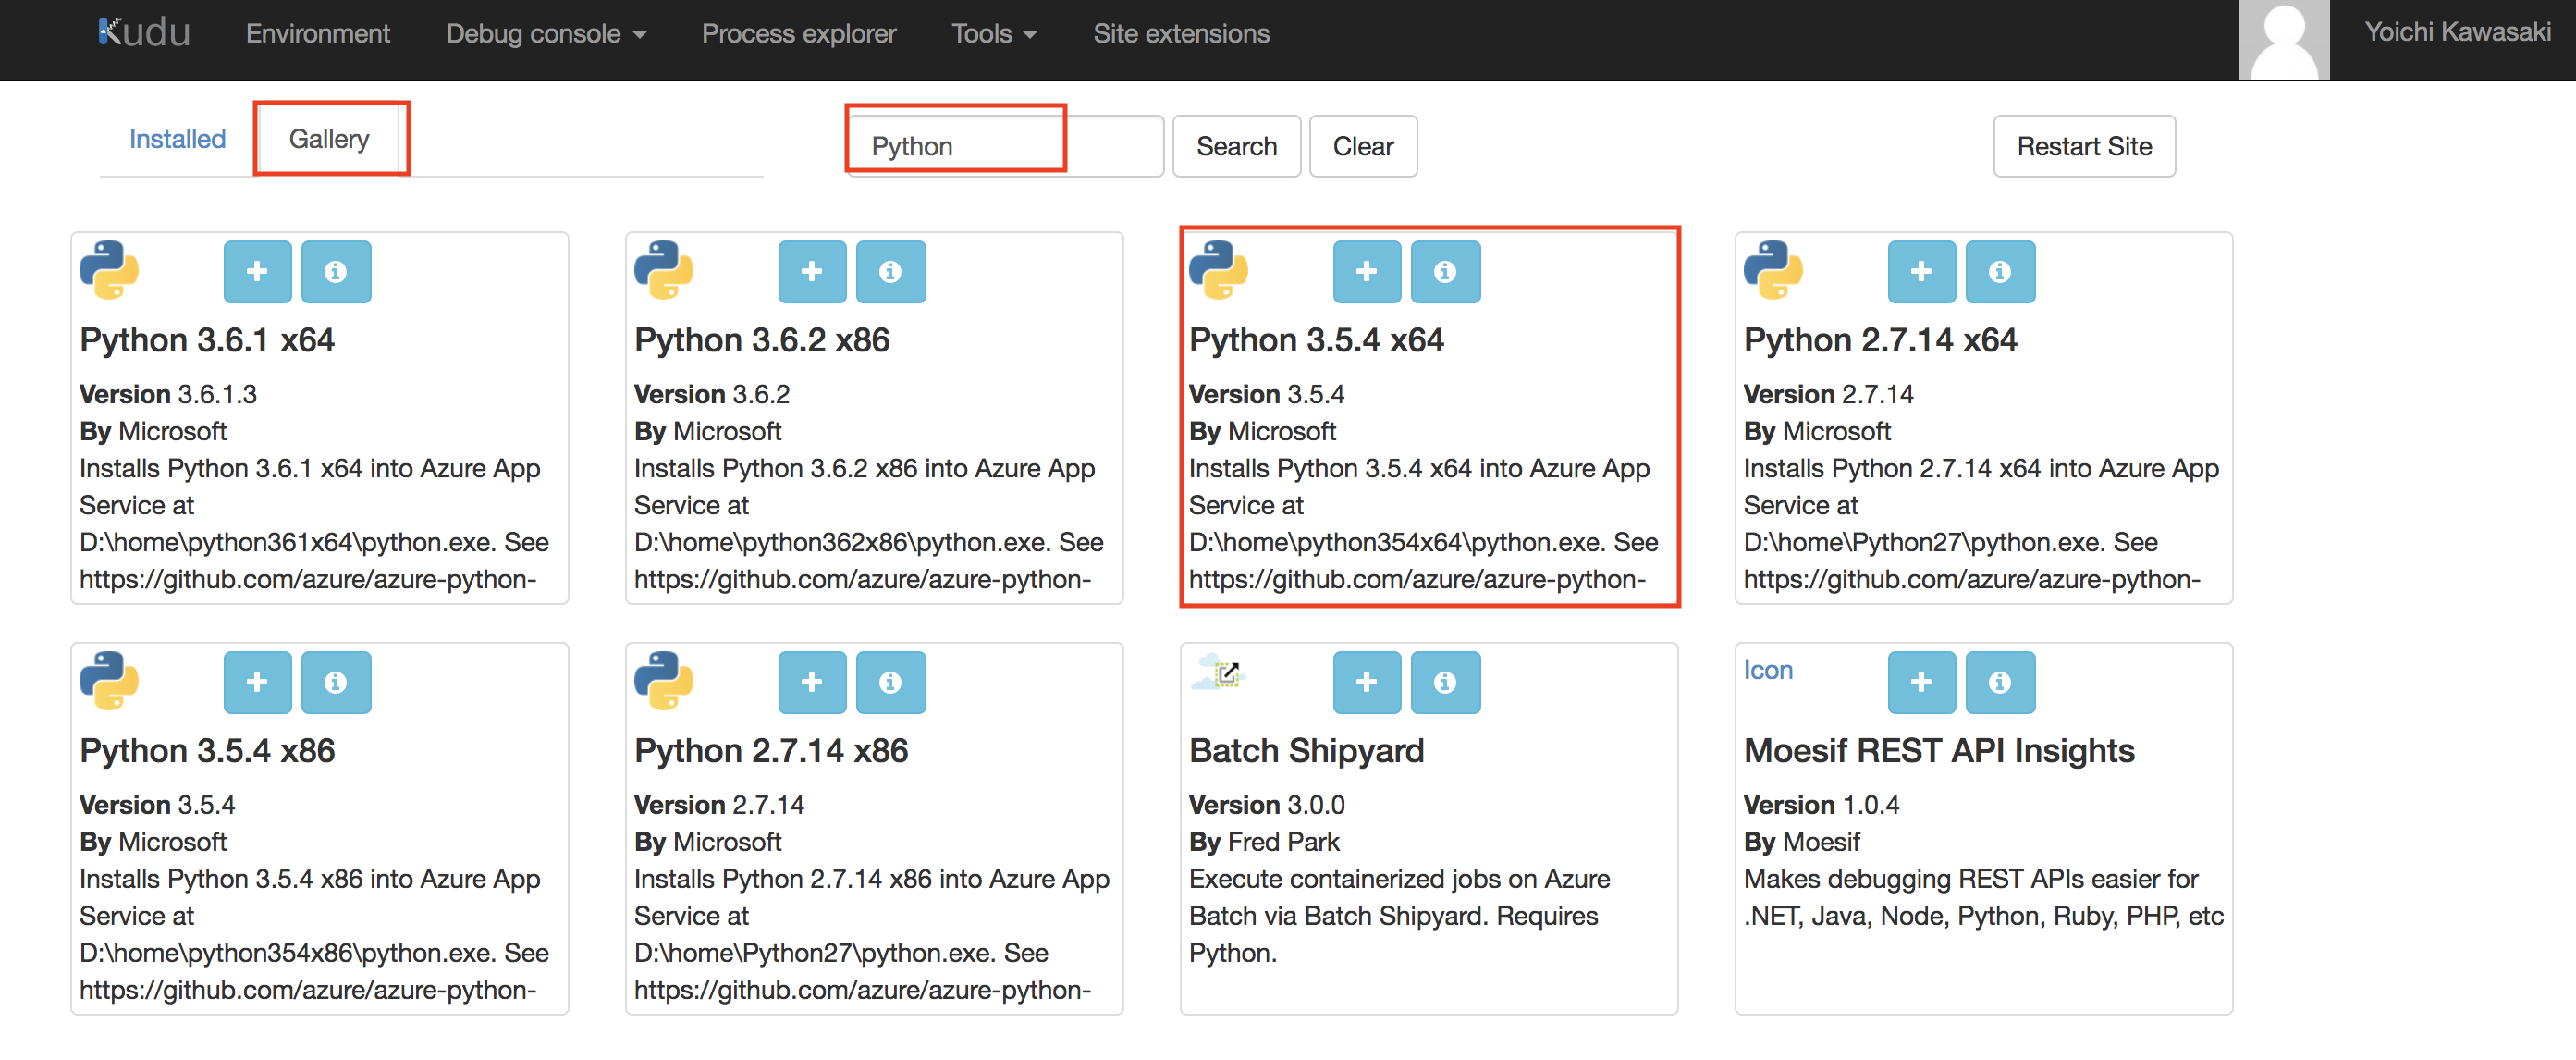 Kudu Environment Debug console Process explorer Tools Site extensions Yoichi Kawasaki
Installed Gallery Python Search Clear Restart Site
Python 3.6.1 x64
Version 3.6.1.3
By Microsoft
Installs Python 3.6.1 x64 into Azure App
Service at
D:\home\python361x64\python.exe. See
https://github.com/azure/azure-python-
Python 3.6.2 x86
Version 3.6.2
By Microsoft
Installs Python 3.6.2 x86 into Azure App
Service at
D:\home\python362x86\python.exe. See
https://github.com/azure/azure-python-
Python 3.5.4 x64
Version 3.5.4
By Microsoft
Installs Python 3.5.4 x64 into Azure App
Service at
D:\home\python354x64\python.exe. See
https://github.com/azure/azure-python-
Python 2.7.14 x64
Version 2.7.14
By Microsoft
Installs Python 2.7.14 x64 into Azure App
Service at
D:\home\Python27\python.exe. See
https://github.com/azure/azure-python-
Python 3.5.4 x86
Version 3.5.4
By Microsoft
Installs Python 3.5.4 x86 into Azure App
Service at
D:\home\python354x86\python.exe. See
https://github.com/azure/azure-python-
Python 2.7.14 x86
Version 2.7.14
By Microsoft
Installs Python 2.7.14 x86 into Azure App
Service at
D:\home\Python27\python.exe. See
https://github.com/azure/azure-python-
Batch Shipyard
Version 3.0.0
By Fred Park
Execute containerized jobs on Azure
Batch via Batch Shipyard. Requires
Python.
Icon
Moesif REST API Insights
Version 1.0.4
By Moesif
Makes debugging REST APIs easier for
.NET, Java, Node, Python, Ruby, PHP, etc